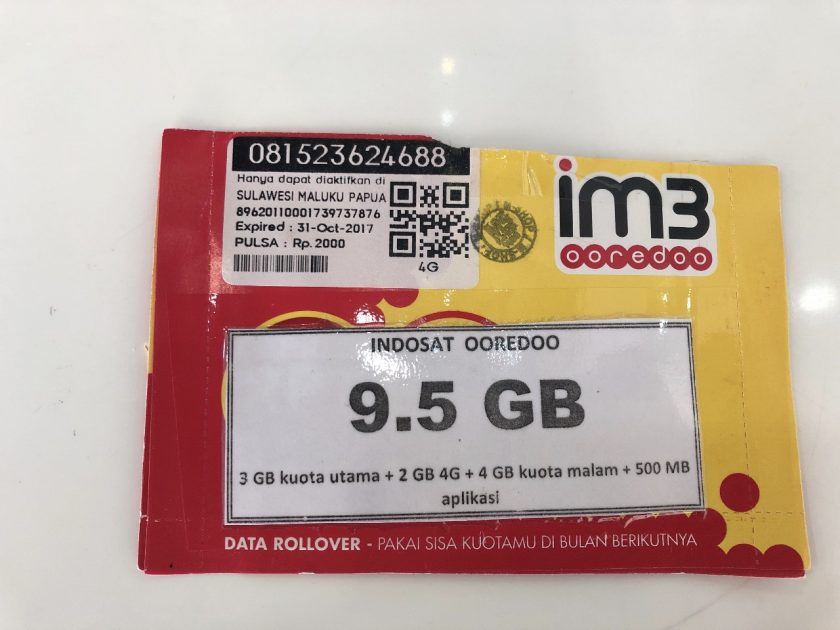 081523624688
Hanya dapat diaktifkan di
SULAWESI MALUKU PAPUA
89620110001739737876
Expired : 31-Oct-2017
PULSA : Rp.2000
4G
im3
ooredoo
INDOSAT OOREDOO
9.5 GB
3 GB kuota utama + 2 GB 4G + 4 GB kuota malam + 500 MB
aplikasi
DATA ROLLOVER - PAKAI SISA KUOTAMU DI BULAN BERIKUTNYA